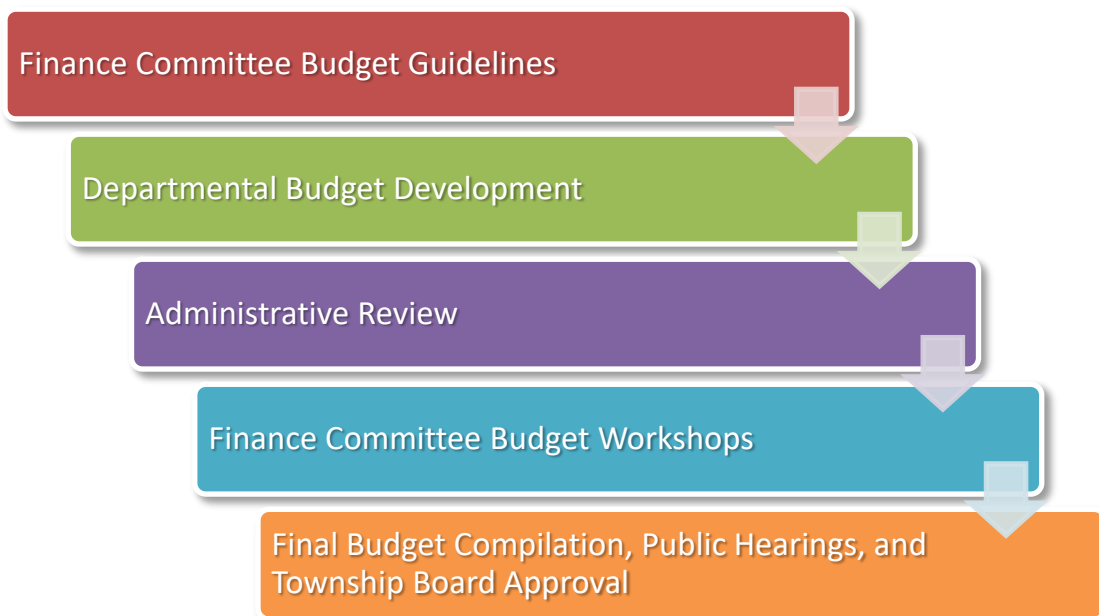 Finance Committee Budget Guidelines
Departmental Budget Development
Administrative Review
Finance Committee Budget Workshops
Final Budget Compilation, Public Hearings, and
Township Board Approval